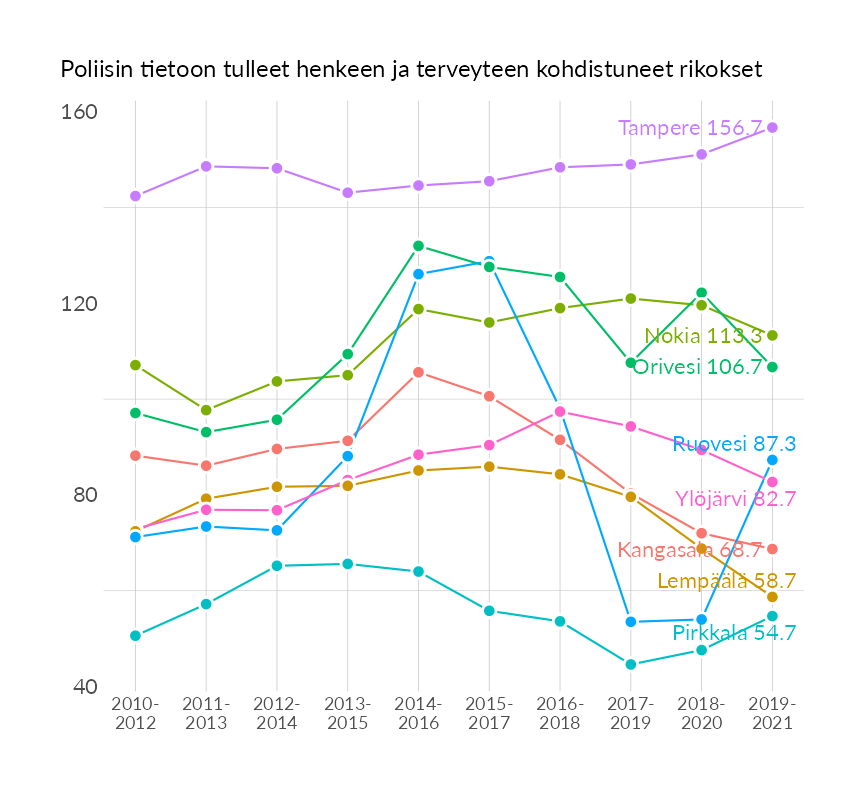 Poliisin tietoon tulleet henkeen ja terveyteen kohdistuneet rikokset
160
Tampere 156.7
120
Nokia 113.3
Orivesi 106.7
Ruovesi 87.3
80
Ylöjärvi 82.7
Kangasala 68.7
Lempäälä 58.7
Pirkkala 54.7
40
2010- 2011- 2012- 2013- 2014- 2015- 2016- 2017- 2018- 2019-
2012 2013 2014 2015 2016 2017 2018 2019 2020 2021